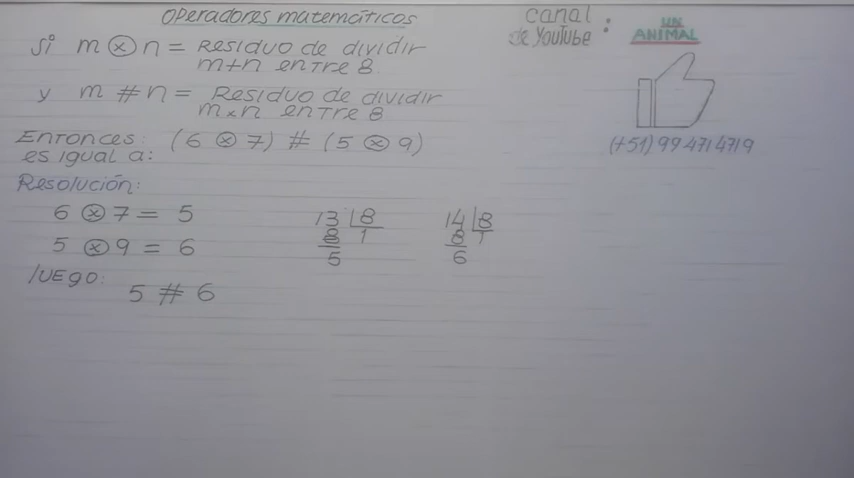 Operadores matemáticos
canal de YouTube :
UN ANIMAL
Si m ⊗ n = Residuo de dividir
m+n entre 8.
y m # n = Residuo de dividir
m×n entre 8
(+51) 994714719
Entonces: (6 ⊗ 7) # (5 ⊗ 9)
es igual a:
Resolución:
6 ⊗ 7 = 5
13 8
8 1
5
14 8
8 1
6
5 ⊗ 9 = 6
luego:
5 # 6